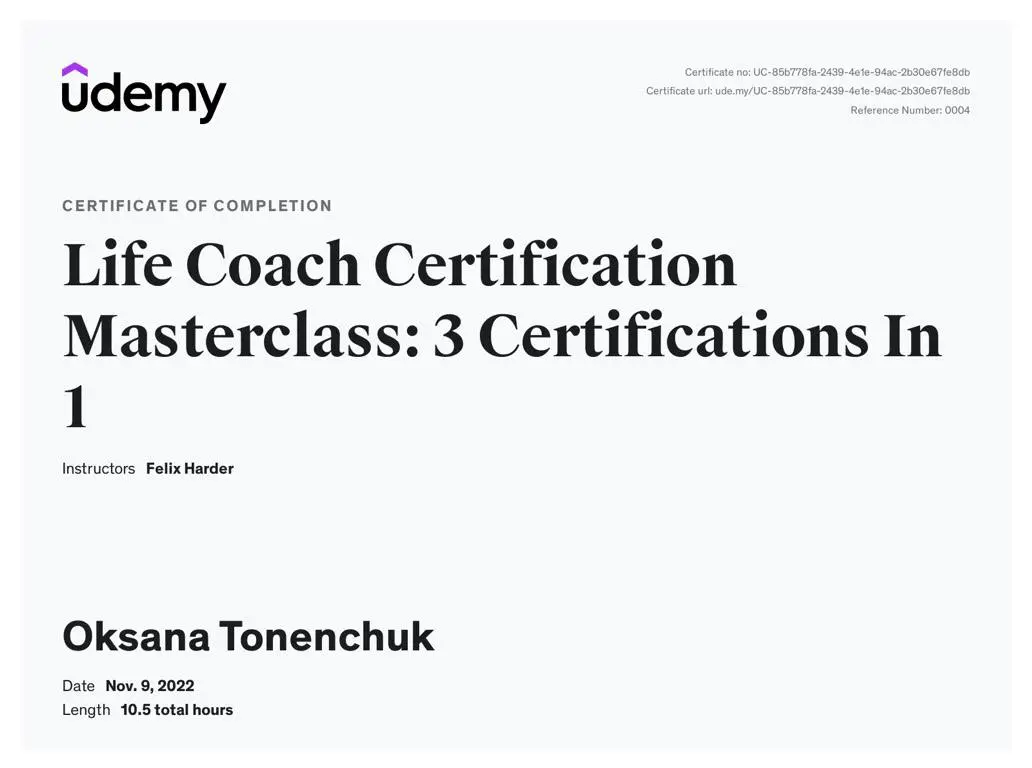 udemy
Certificate no: UC-85b778fa-2439-4e1e-94ac-2b30e67fe8db
Certificate url: ude.my/UC-85b778fa-2439-4e1e-94ac-2b30e67fe8db
Reference Number: 0004
CERTIFICATE OF COMPLETION
Life Coach Certification
Masterclass: 3 Certifications In
1
Instructors Felix Harder
Oksana Tonenchuk
Date Nov. 9, 2022
Length 10.5 total hours